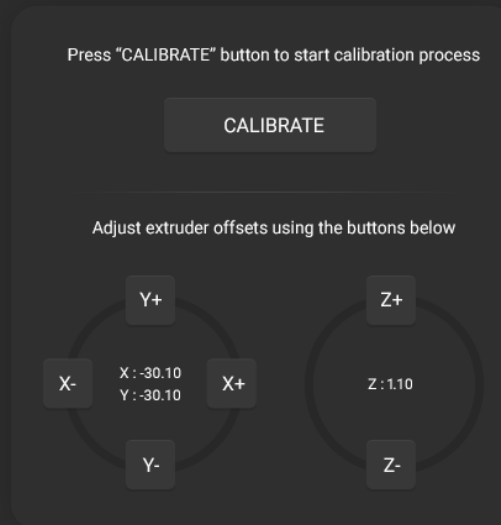 Press “CALIBRATE” button to start calibration process
CALIBRATE
Adjust extruder offsets using the buttons below
Y+
Z+
X-
X : -30.10
Y : -30.10
X+
Z : 1.10
Y-
Z-